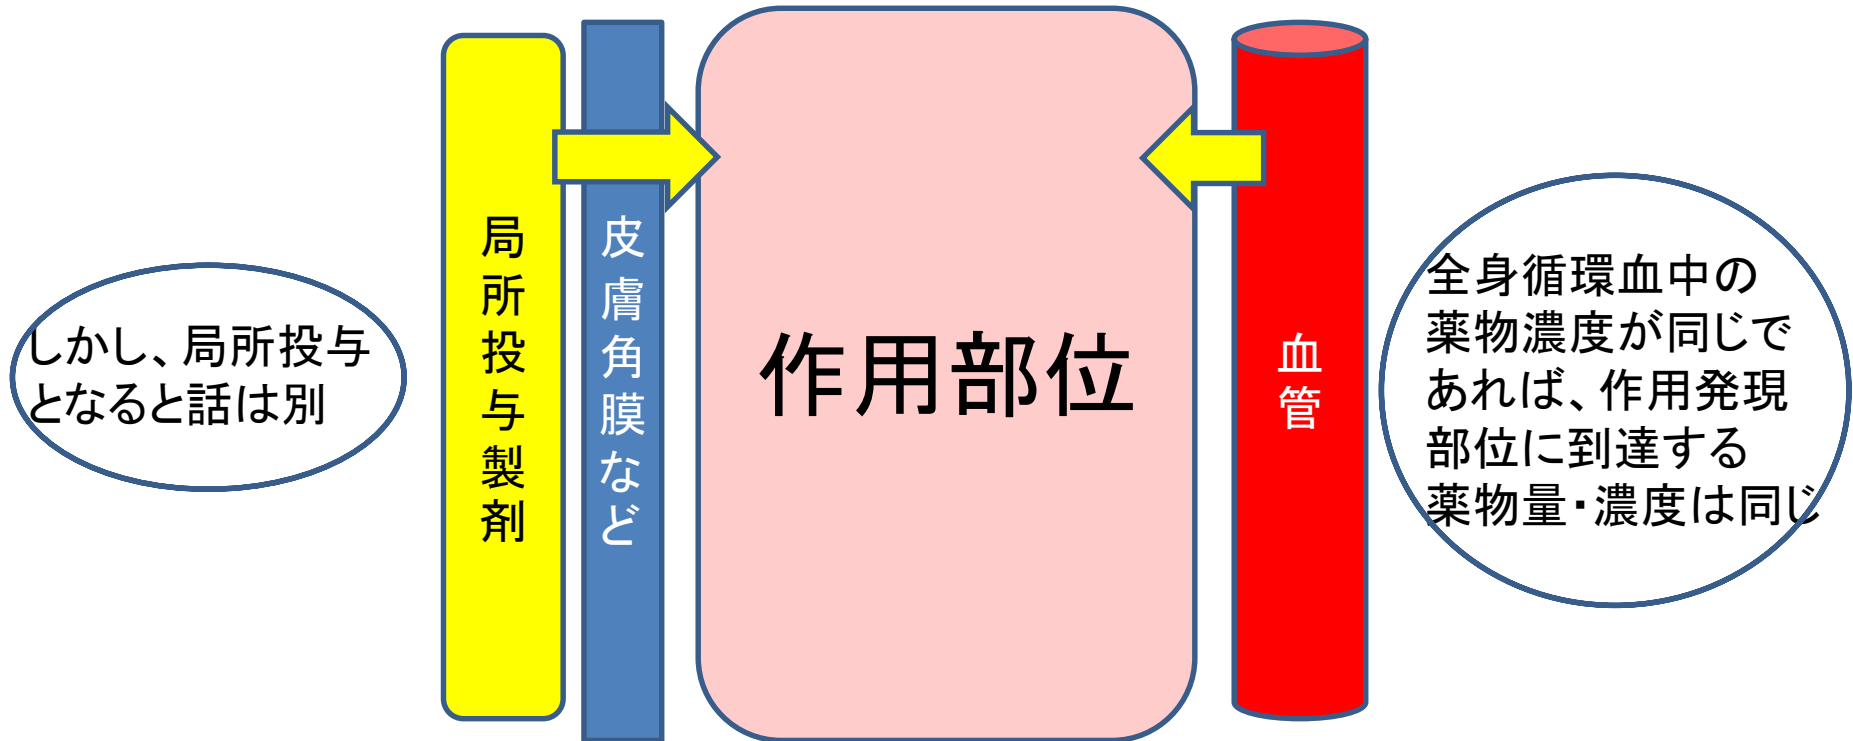 しかし、局所投与
となると話は別
局所投与製剤
皮膚角膜など
作用部位
血管
全身循環血中の
薬物濃度が同じで
あれば、作用発現
部位に到達する
薬物量・濃度は同じ